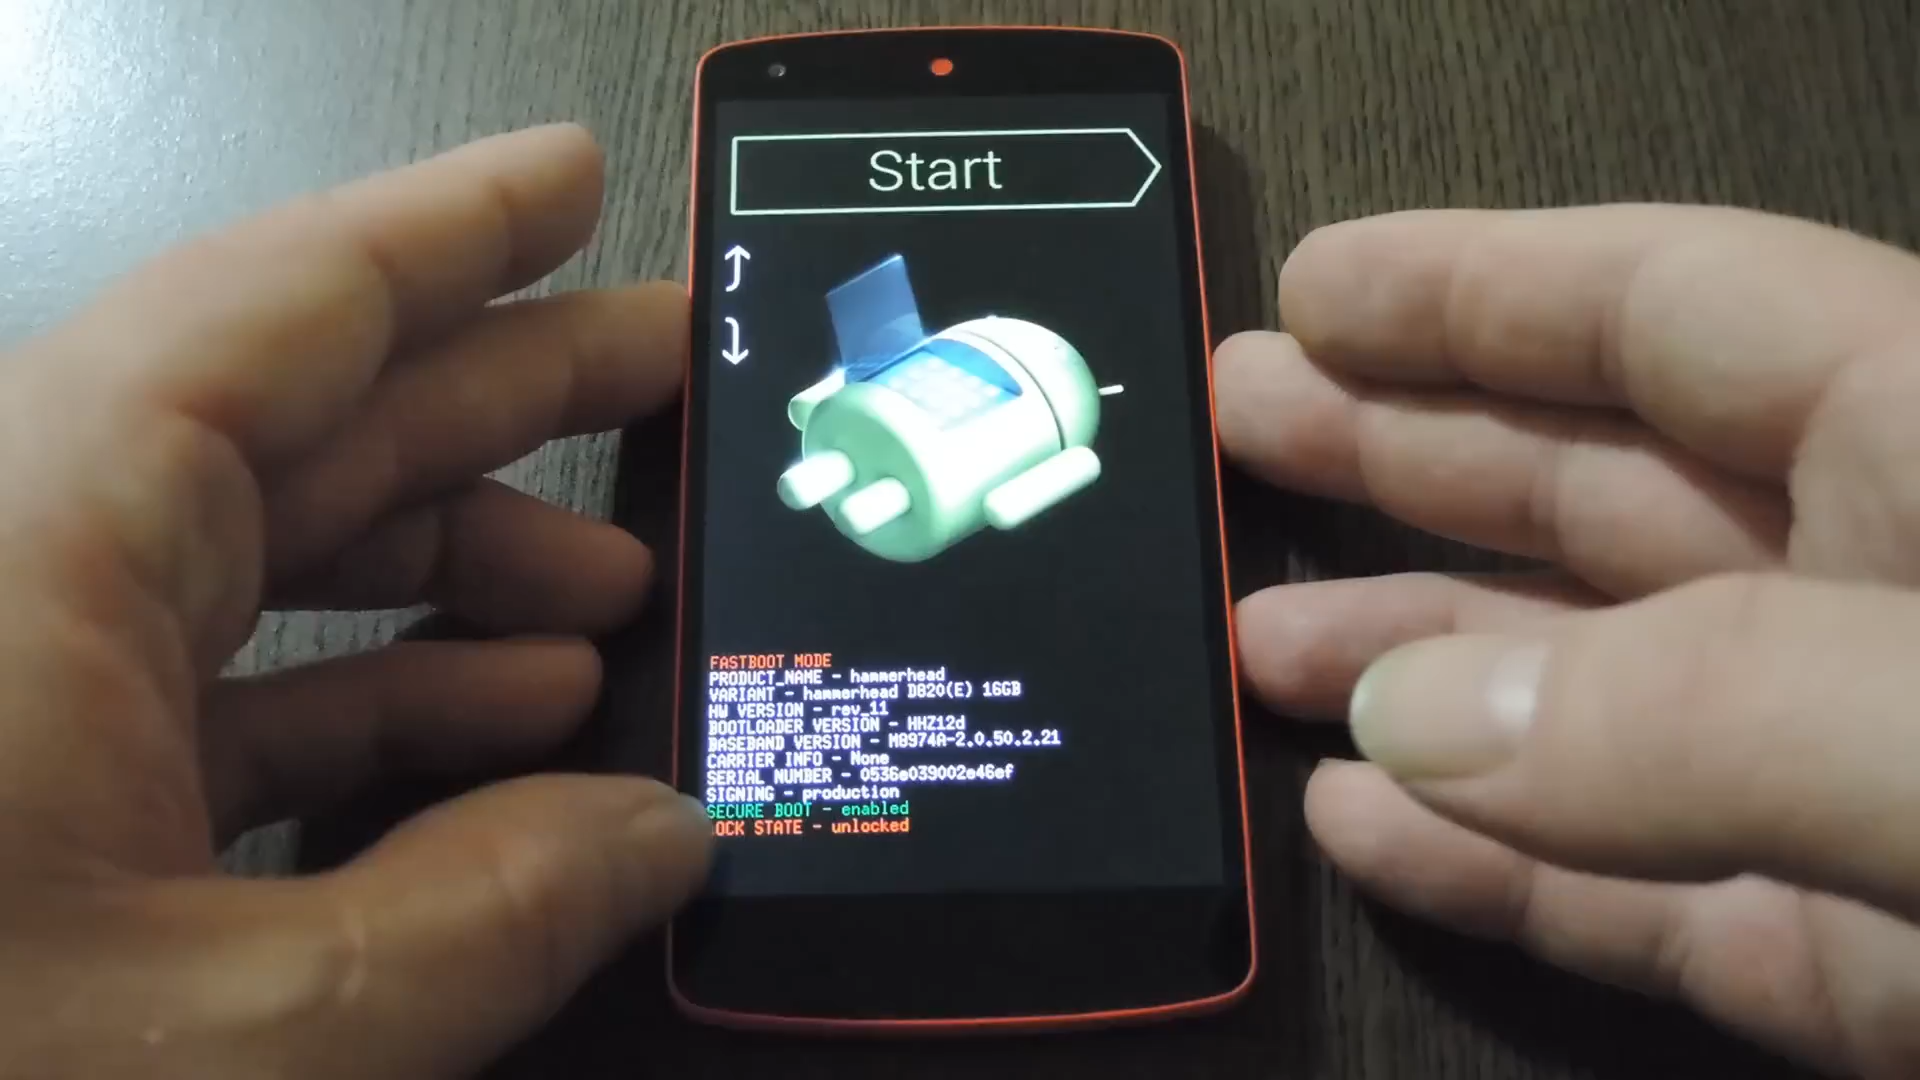 Start
FASTBOOT MODE
PRODUCT_NAME - hammerhead
VARIANT - hammerhead D820(E) 16GB
HW VERSION - rev_11
BOOTLOADER VERSION - HHZ12d
BASEBAND VERSION - M8974A-2.0.50.2.21
CARRIER INFO - None
SERIAL NUMBER - 0536e039002e46ef
SIGNING - production
SECURE BOOT - enabled
OCK STATE - unlocked